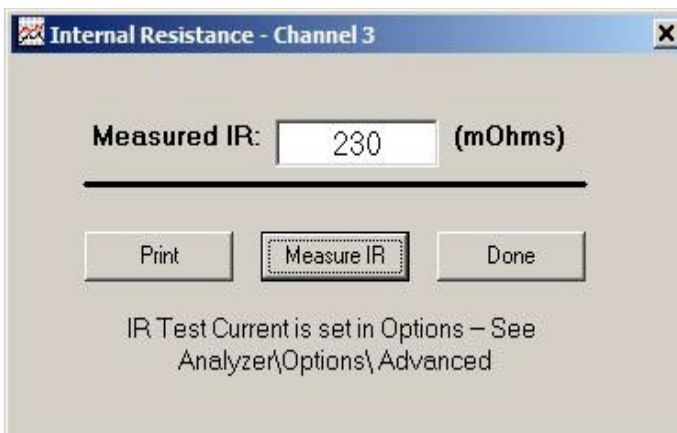 Internal Resistance - Channel 3
Measured IR: 230 (mOhms)
Print Measure IR Done
IR Test Current is set in Options – See
Analyzer\Options\ Advanced